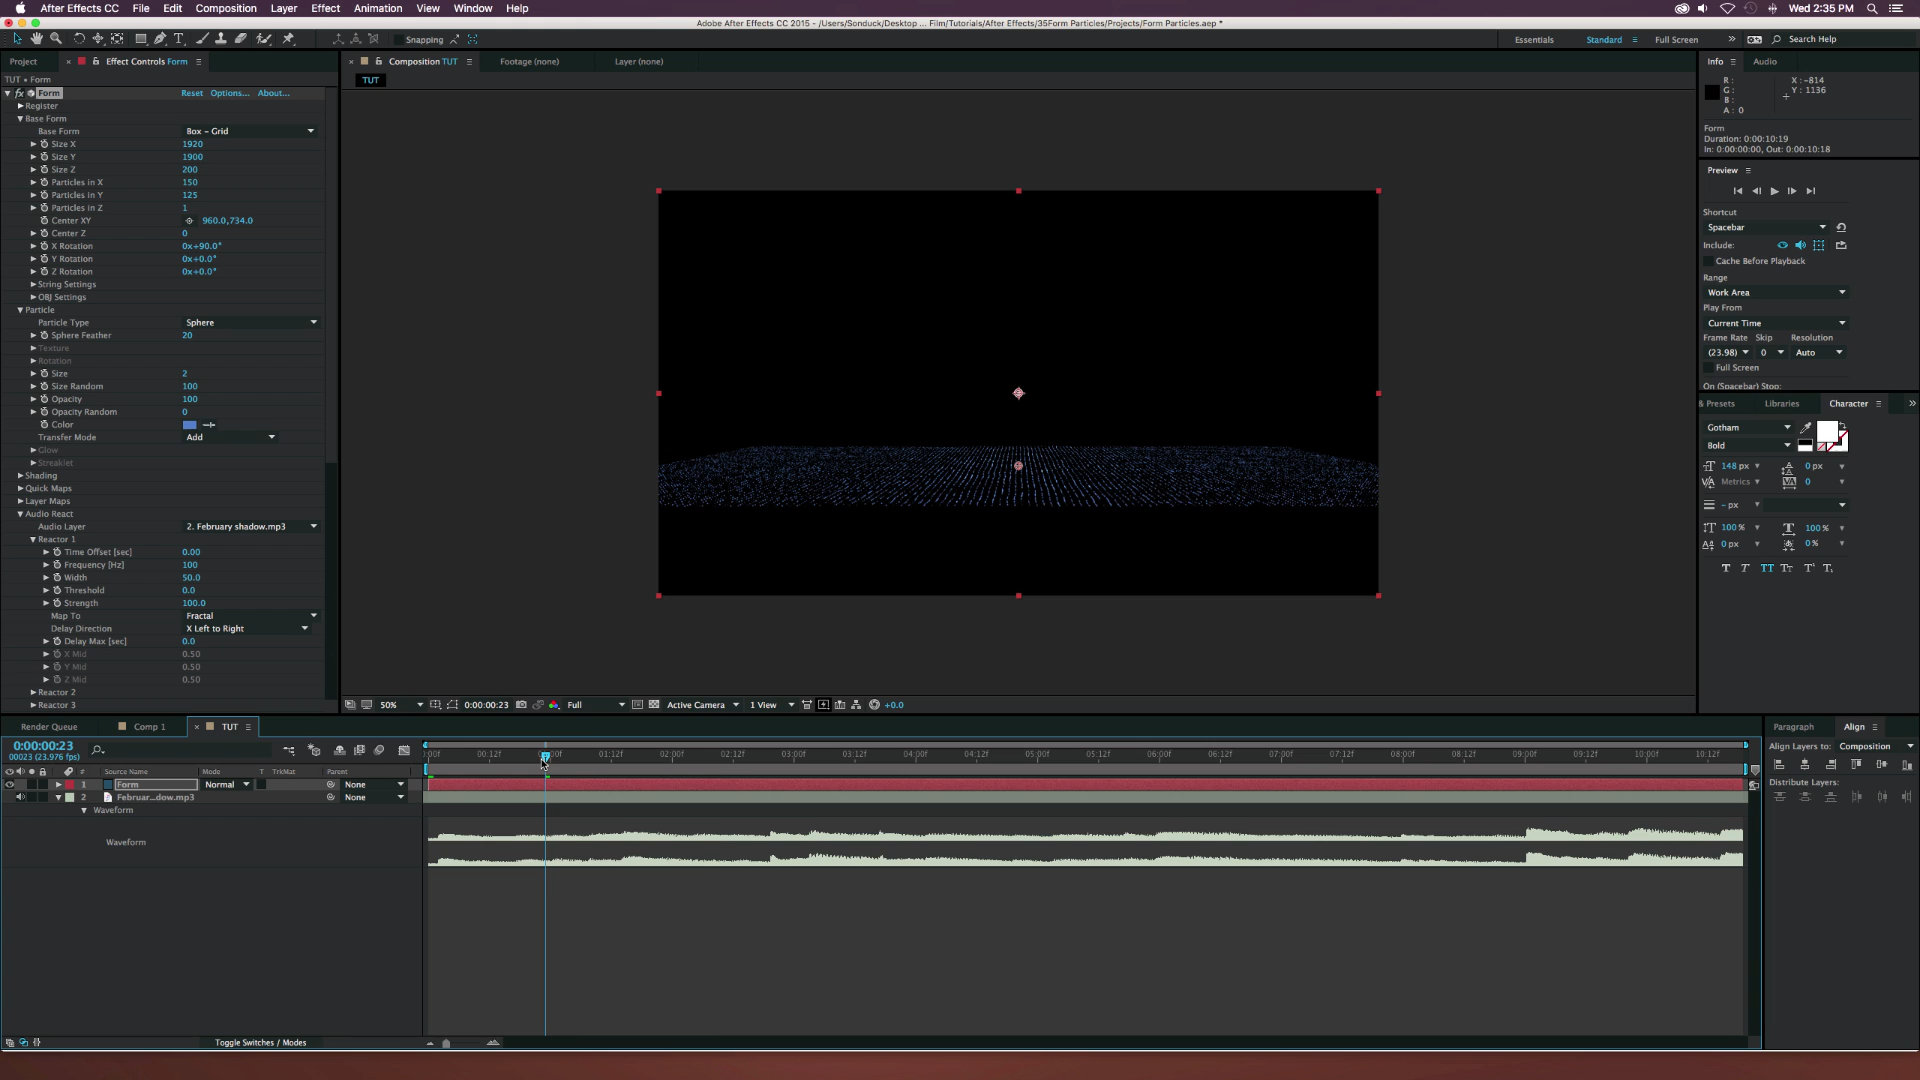 After Effects CC File Edit Composition Layer Effect Animation View Window Help Wed 2:35 PM
Adobe After Effects CC 2015 - /Users/Sonduck/Desktop ... Film/Tutorials/After Effects/35Form Particles/Projects/Form Particles.aep *
Snapping Essentials Standard Full Screen Search Help
Project Effect Controls Form Composition TUT Footage (none) Layer (none) Info Audio
TUT • Form TUT
fx Form Reset Options... About...
Register
Base Form
Base Form Box - Grid
Size X 1920
Size Y 1900
Size Z 200
Particles in X 150
Particles in Y 125
Particles in Z 1
Center XY 960.0,734.0
Center Z 0
X Rotation 0x+90.0°
Y Rotation 0x+0.0°
Z Rotation 0x+0.0°
String Settings
OBJ Settings
Particle
Particle Type Sphere
Sphere Feather 20
Texture
Rotation
Size 2
Size Random 100
Opacity 100
Opacity Random 0
Color
Transfer Mode Add
Glow
Streaklet
Shading
Quick Maps
Layer Maps
Audio React
Audio Layer 2. February shadow.mp3
Reactor 1
Time Offset [sec] 0.00
Frequency [Hz] 100
Width 50.0
Threshold 0.0
Strength 100.0
Map To Fractal
Delay Direction X Left to Right
Delay Max [sec] 0.0
X Mid 0.50
Y Mid 0.50
Z Mid 0.50
Reactor 2
Reactor 3
50% 0:00:00:23 Full Active Camera 1 View +0.0
R : X : -814
G : Y : 1136
B :
A : 0
Form
Duration: 0:00:10:19
In: 0:00:00:00, Out: 0:00:10:18
Preview
Shortcut
Spacebar
Include:
Cache Before Playback
Range
Work Area
Play From
Current Time
Frame Rate Skip Resolution
(23.98) 0 Auto
Full Screen
On (Spacebar) Stop:
& Presets Libraries Character
Gotham
Bold
148 px 0 px
Metrics 0
- px
100 % 100 %
0 px 0 %
T T TT Tt T¹ T₁
Render Queue Comp 1 TUT
0:00:00:23
00023 (23.976 fps)
:00f 00:12f 01:12f 02:00f 02:12f 03:00f 03:12f 04:00f 04:12f 05:00f 05:12f 06:00f 06:12f 07:00f 07:12f 08:00f 08:12f 09:00f 09:12f 10:00f 10:12f
# Source Name Mode T TrkMat Parent
1 Form Normal None
2 Februar...dow.mp3 None
Waveform
Waveform
Toggle Switches / Modes
Paragraph Align
Align Layers to: Composition
Distribute Layers: